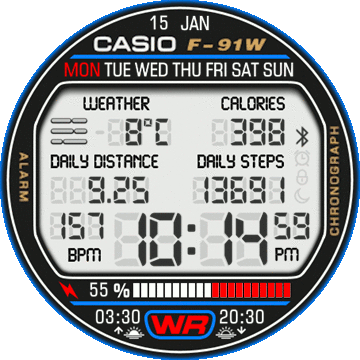 15 JAN
CASIO F-91W
MON TUE WED THU FRI SAT SUN
WEATHER CALORIES
8°C 398
DAILY DISTANCE DAILY STEPS
9.25 13691
ALARM
CHRONOGRAPH
157 BPM 10:14 59 PM
55 %
03:30 WR 20:30